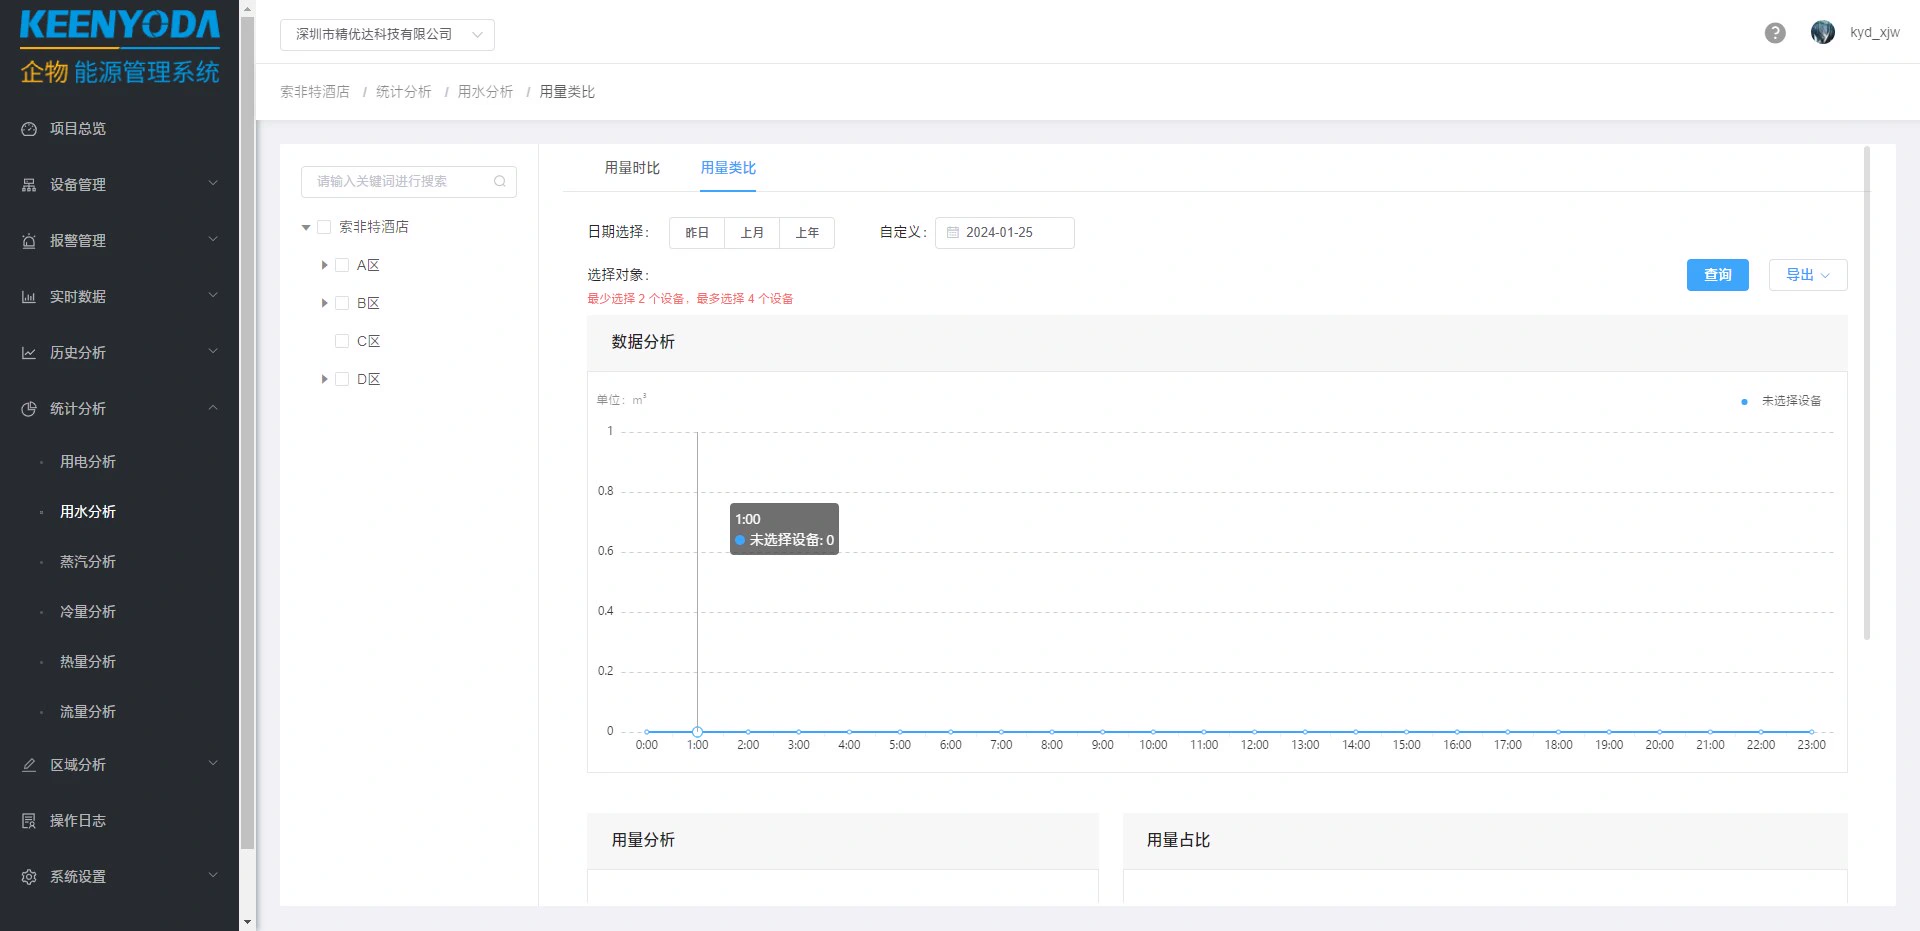 KEENYODA
企物 能源管理系统
项目总览
设备管理
报警管理
实时数据
历史分析
统计分析
用电分析
用水分析
蒸汽分析
冷量分析
热量分析
流量分析
区域分析
操作日志
系统设置
深圳市精优达科技有限公司
? kyd_xjw
索非特酒店 / 统计分析 / 用水分析 / 用量类比
请输入关键词进行搜索
索非特酒店
A区
B区
C区
D区
用量时比 用量类比
日期选择: 昨日 上月 上年 自定义: 2024-01-25
选择对象:
最少选择 2 个设备，最多选择 4 个设备
查询 导出
数据分析
单位: m³
未选择设备
1
0.8
0.6
0.4
0.2
0
1:00
未选择设备: 0
0:00 1:00 2:00 3:00 4:00 5:00 6:00 7:00 8:00 9:00 10:00 11:00 12:00 13:00 14:00 15:00 16:00 17:00 18:00 19:00 20:00 21:00 22:00 23:00
用量分析 用量占比